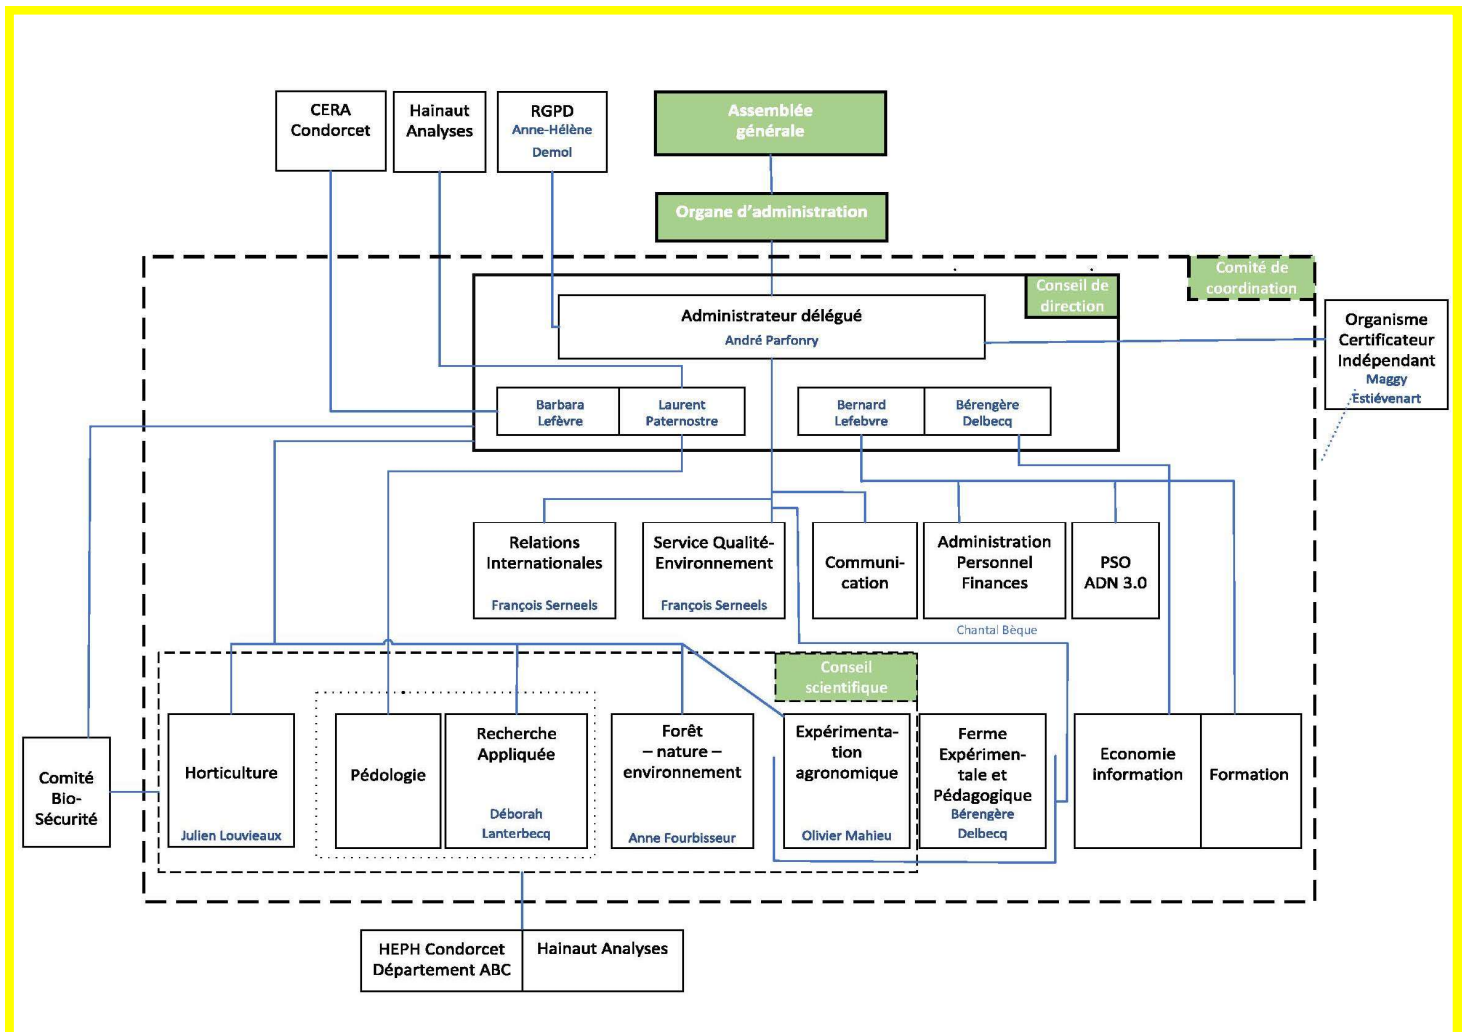 CERA
Condorcet
Hainaut
Analyses
RGPD
Anne-Hélène
Demol
Assemblée
générale
Organe d'administration
Comité de
coordination
Conseil de
direction
Administrateur délégué
André Parfonry
Organisme
Certificateur
Indépendant
Maggy
Estiévenart
Barbara
Lefèvre
Laurent
Paternostre
Bernard
Lefebvre
Bérengère
Delbecq
Relations
Internationales
François Serneels
Service Qualité-
Environnement
François Serneels
Communi-
cation
Administration
Personnel
Finances
Chantal Bèque
PSO
ADN 3.0
Conseil
scientifique
Comité
Bio-
Sécurité
Horticulture
Julien Louvieaux
Pédologie
Recherche
Appliquée
Déborah
Lanterbecq
Forêt
– nature –
environnement
Anne Fourbisseur
Expérimenta-
tion
agronomique
Olivier Mahieu
Ferme
Expérimen-
tale et
Pédagogique
Bérengère
Delbecq
Economie
information
Formation
HEPH Condorcet
Département ABC
Hainaut Analyses